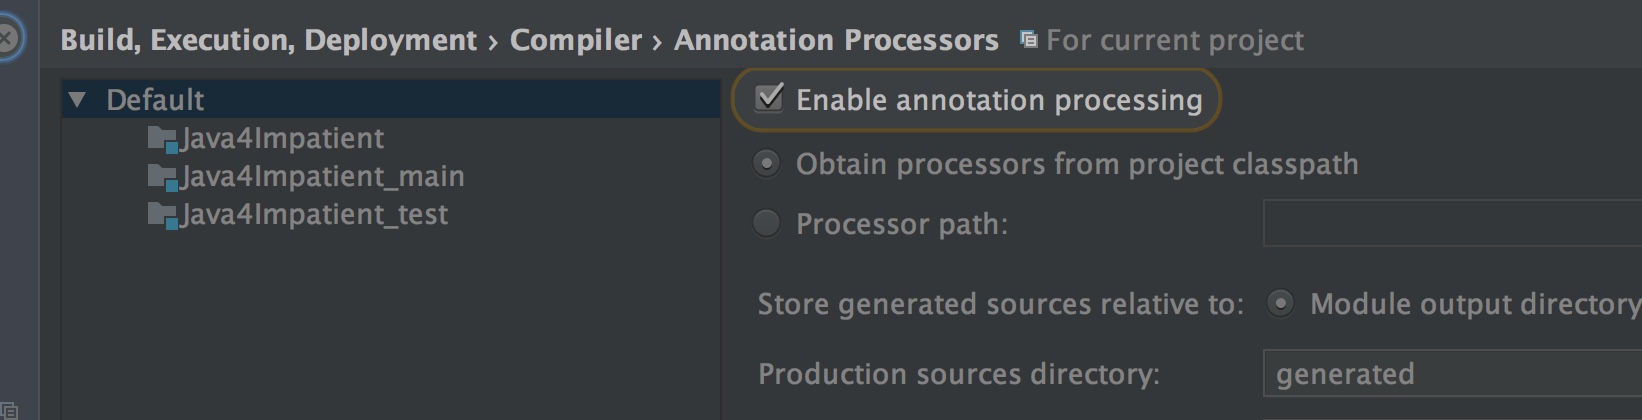 Build, Execution, Deployment › Compiler › Annotation Processors For current project
Default
Java4Impatient
Java4Impatient_main
Java4Impatient_test
Enable annotation processing
Obtain processors from project classpath
Processor path:
Store generated sources relative to: Module output directory
Production sources directory: generated